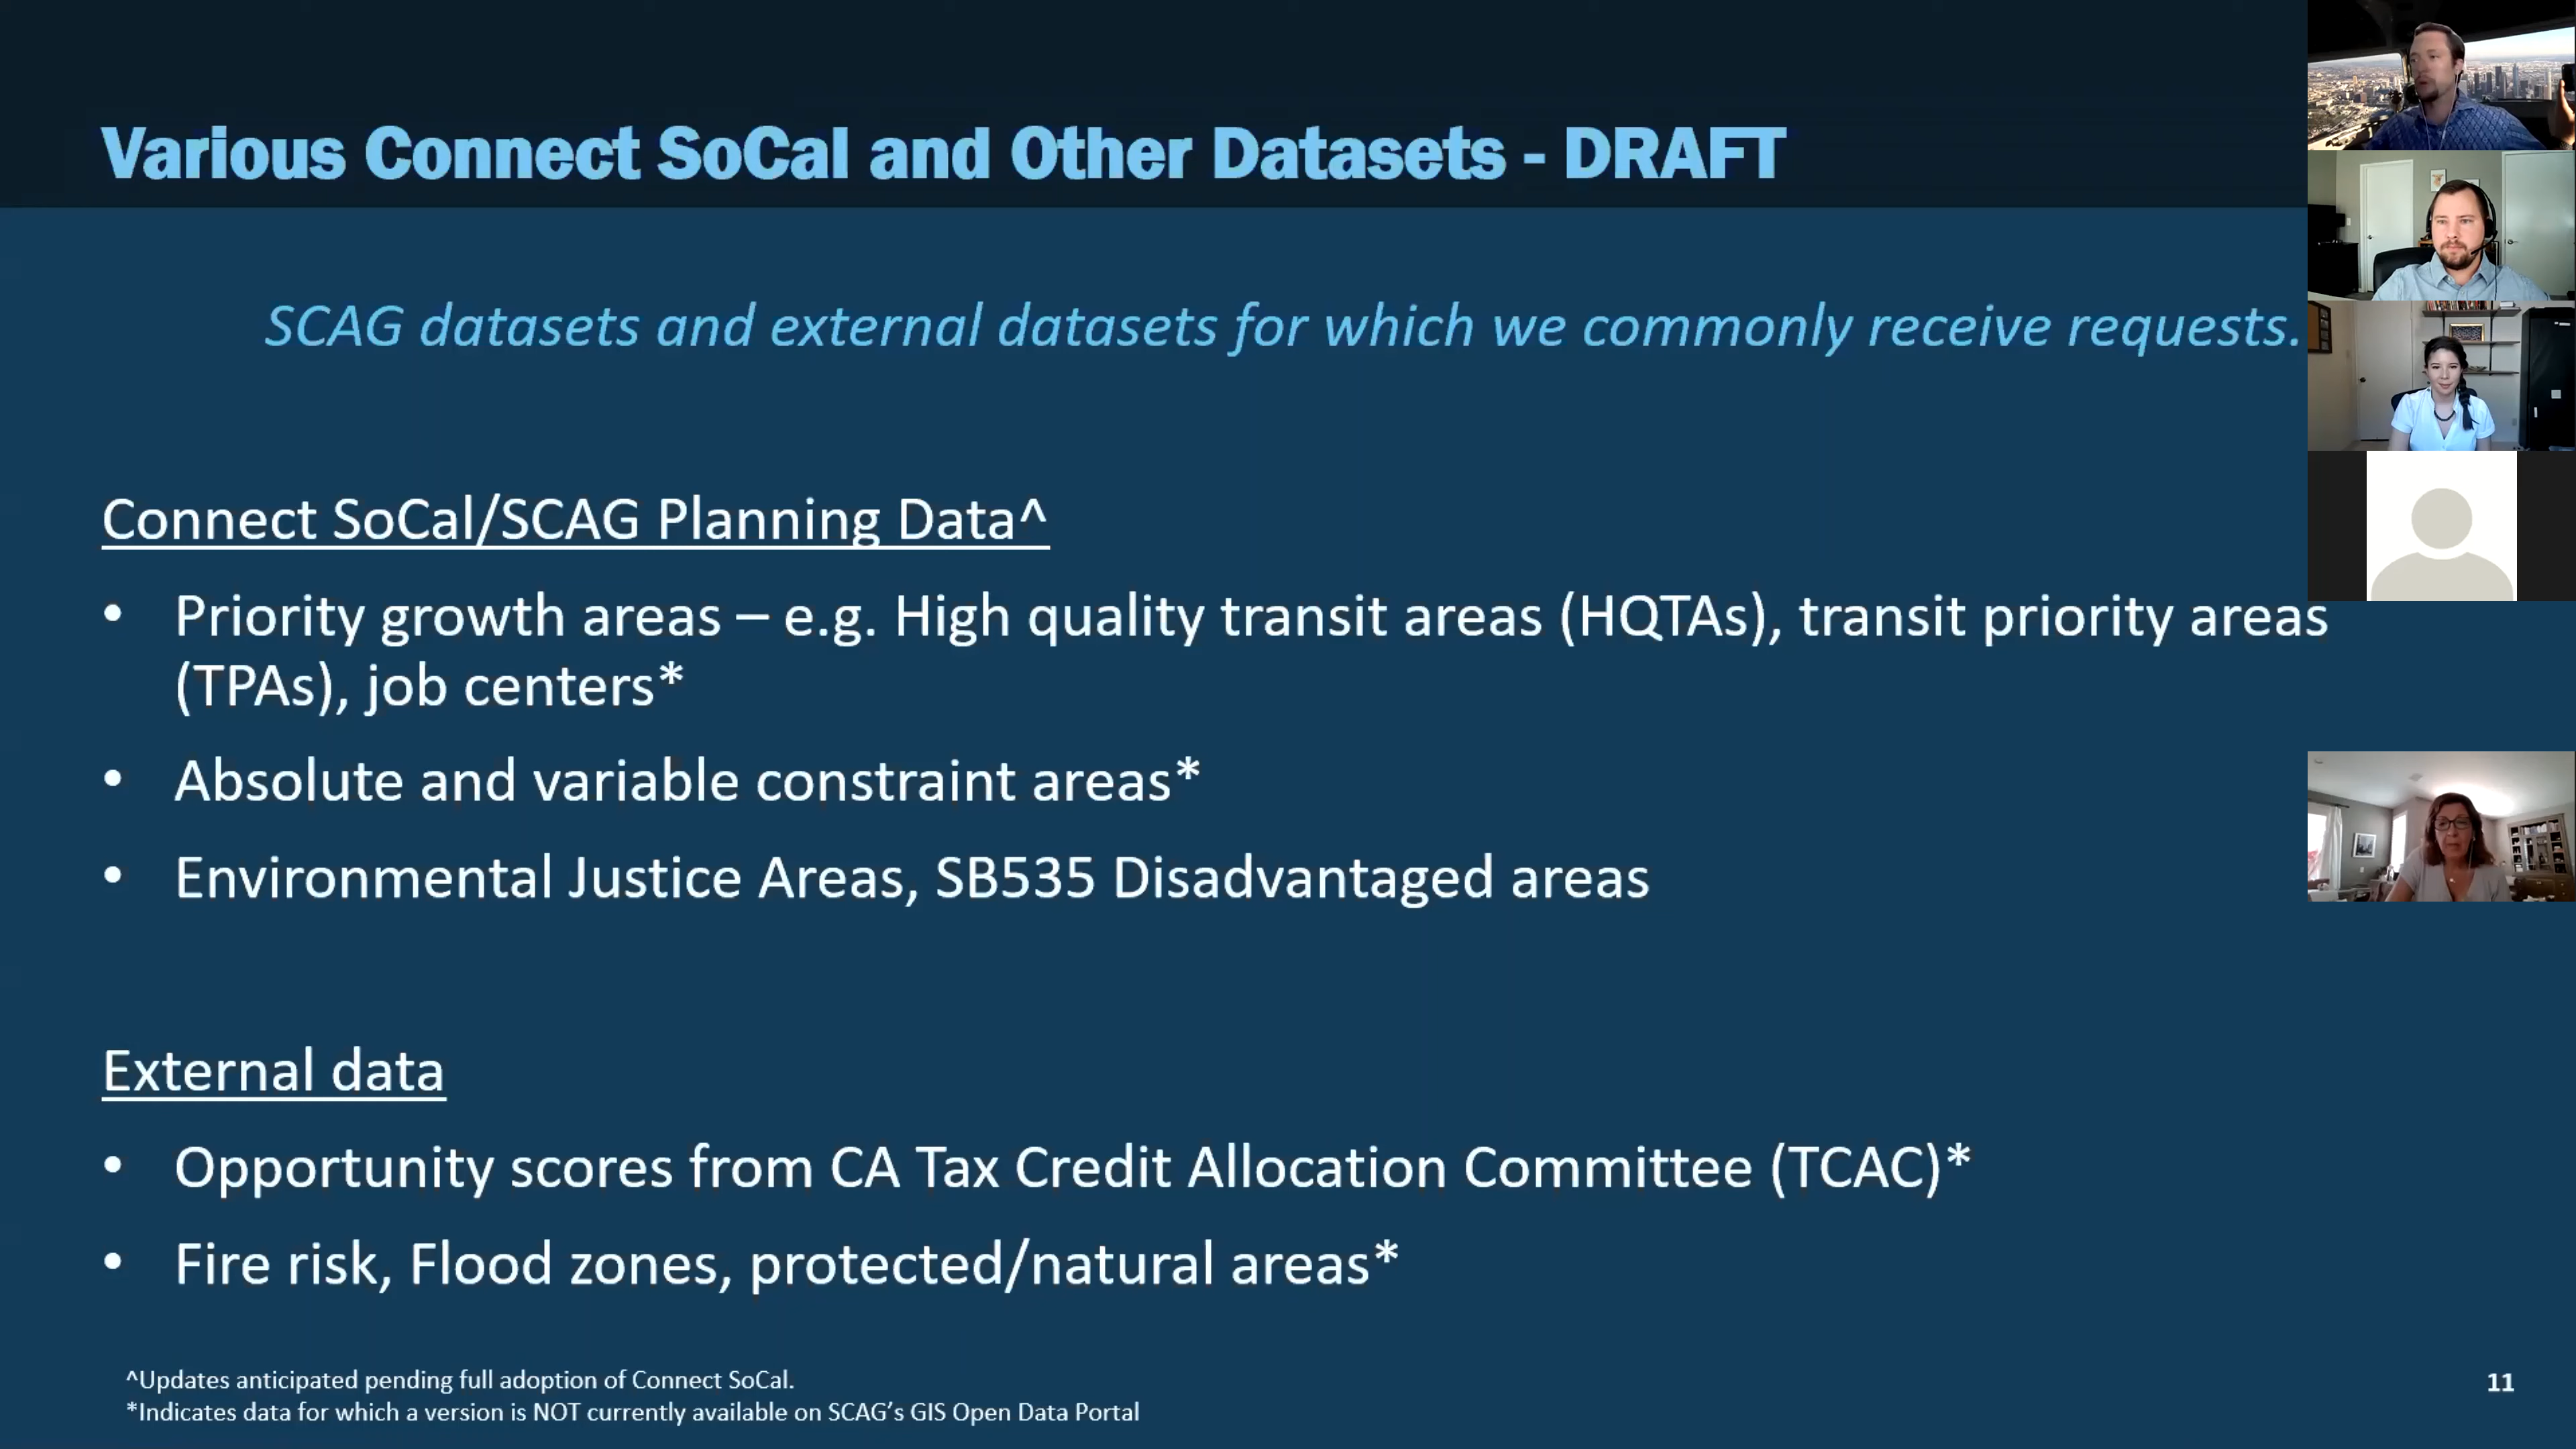 Various Connect SoCal and Other Datasets - DRAFT
SCAG datasets and external datasets for which we commonly receive requests.
Connect SoCal/SCAG Planning Data^
• Priority growth areas – e.g. High quality transit areas (HQTAs), transit priority areas
(TPAs), job centers*
• Absolute and variable constraint areas*
• Environmental Justice Areas, SB535 Disadvantaged areas
External data
• Opportunity scores from CA Tax Credit Allocation Committee (TCAC)*
• Fire risk, Flood zones, protected/natural areas*
^Updates anticipated pending full adoption of Connect SoCal.
*Indicates data for which a version is NOT currently available on SCAG’s GIS Open Data Portal
11